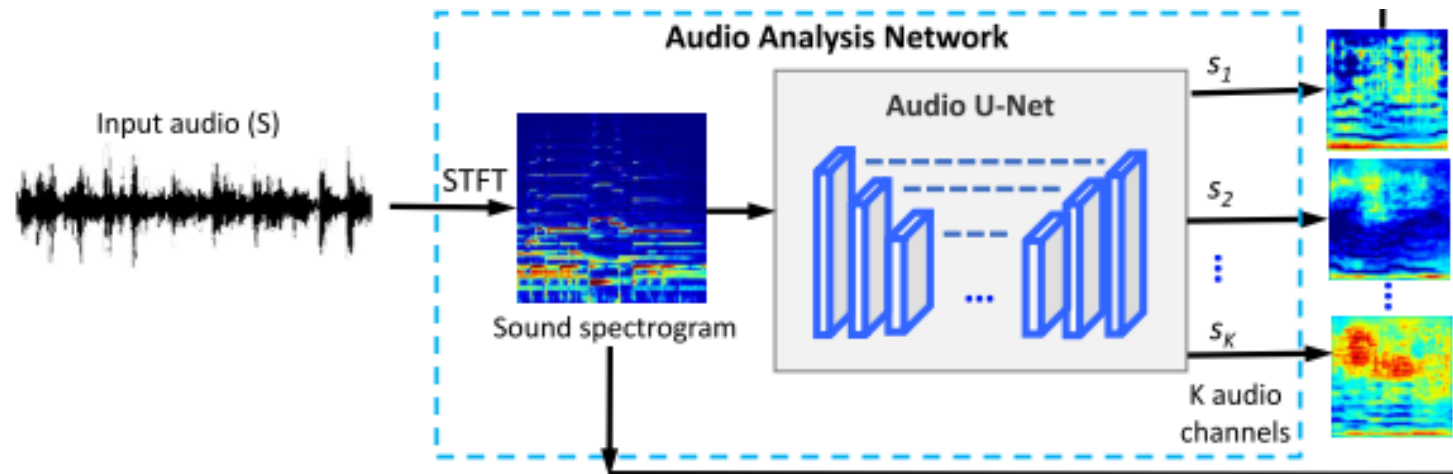 Audio Analysis Network
Input audio (S)
STFT
Sound spectrogram
Audio U-Net
...
s1
s2
sK
K audio
channels